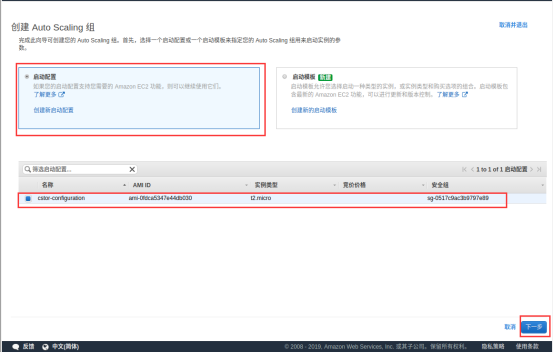 创建 Auto Scaling 组
取消并退出
完成此向导可创建您的 Auto Scaling 组。首先，选择一个启动配置或一个启动模板来指定您的 Auto Scaling 组用来启动实例的参
数。
启动配置
如果您的启动配置支持您需要的 Amazon EC2 功能，则可以继续使用它们。
了解更多
创建新启动配置
启动模板 新增
启动模板允许您选择启动一种类型的实例，或实例类型和购买选项的组合。启动模板包
含最新的 Amazon EC2 功能，可以进行更新和版本控制。了解更多
创建新的启动模板
筛选启动配置... X
1 to 1 of 1 启动配置
名称 AMI ID 实例类型 竞价价格 安全组
cstor-configuration ami-0fdca5347e44db030 t2.micro sg-0517c9ac3b9797e89
取消 下一步
反馈 中文(简体) © 2008 - 2019, Amazon Web Services, Inc. 或其子公司。保留所有权利。 隐私策略 使用条款